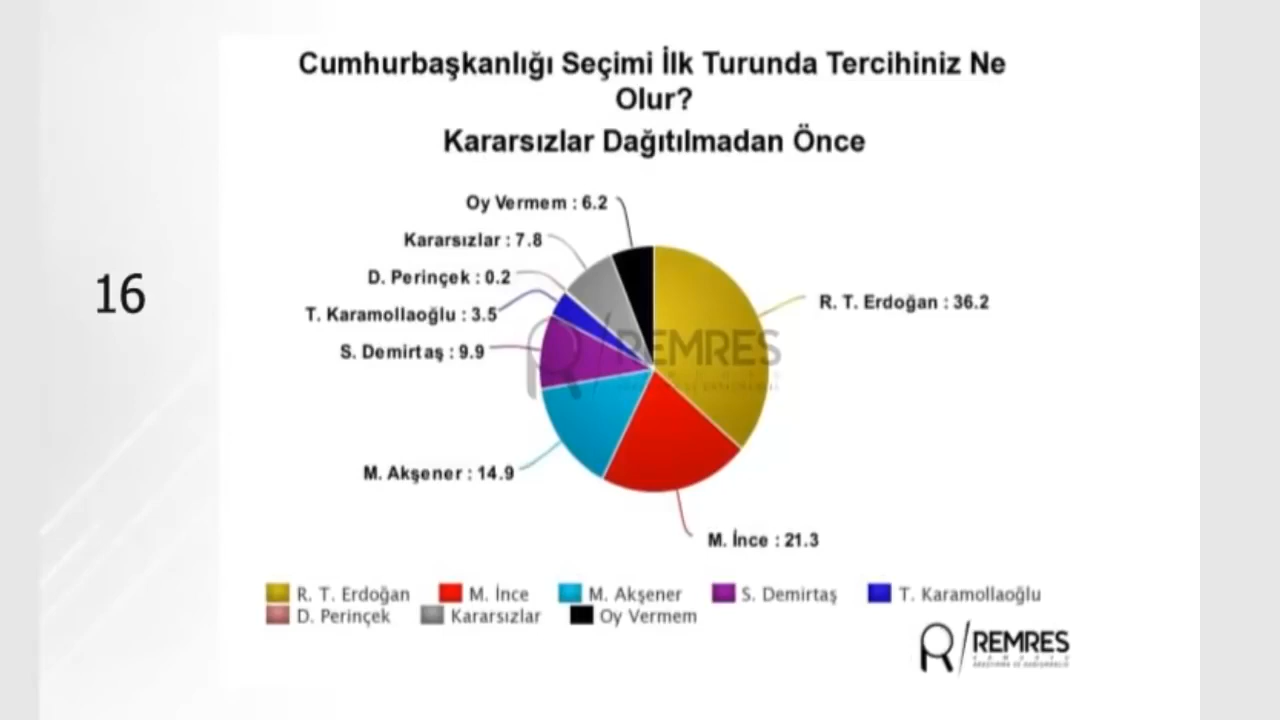 Cumhurbaşkanlığı Seçimi İlk Turunda Tercihiniz Ne
Olur?
Kararsızlar Dağıtılmadan Önce
16
Oy Vermem : 6.2
Kararsızlar : 7.8
D. Perinçek : 0.2
T. Karamollaoğlu : 3.5
S. Demirtaş : 9.9
M. Akşener : 14.9
R. T. Erdoğan : 36.2
M. İnce : 21.3
REMRES
R. T. Erdoğan M. İnce M. Akşener S. Demirtaş T. Karamollaoğlu
D. Perinçek Kararsızlar Oy Vermem
REMRES